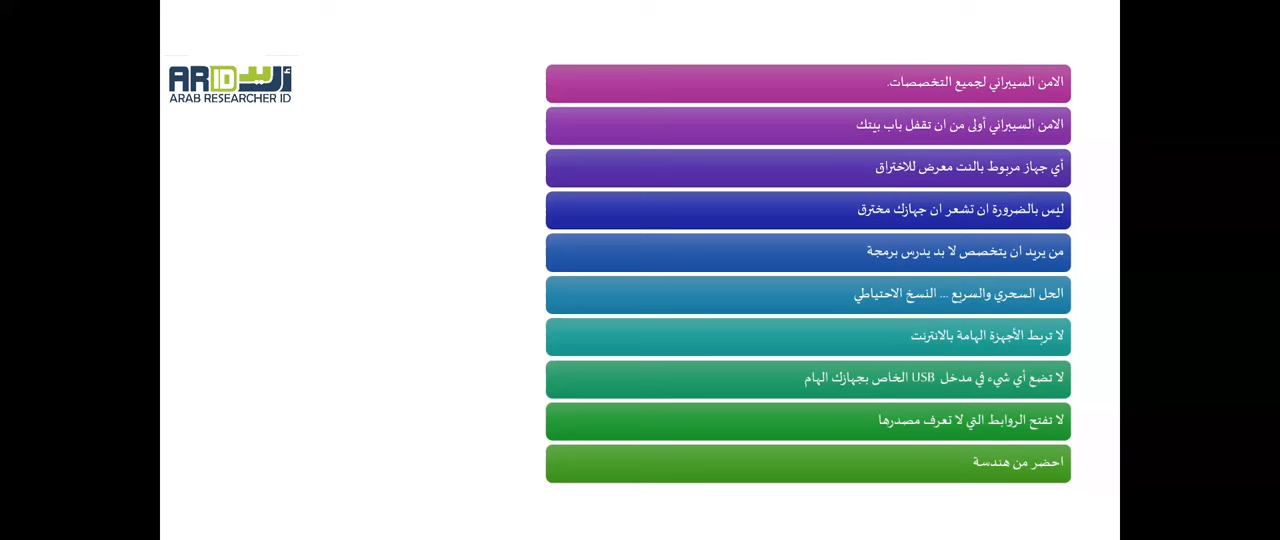 ARID أريد
ARAB RESEARCHER ID
الامن السيبراني لجميع التخصصات.
الامن السيبراني أولى من ان تقفل باب بيتك
أي جهاز مربوط بالنت معرض للاختراق
ليس بالضرورة ان تشعر ان جهازك مخترق
من يريد ان يتخصص لا بد يدرس برمجة
الحل السحري والسريع ... النسخ الاحتياطي
لا تربط الأجهزة الهامة بالانترنت
لا تضع أي شيء في مدخل USB الخاص بجهازك الهام
لا تفتح الروابط التي لا تعرف مصدرها
احضر من هندسة